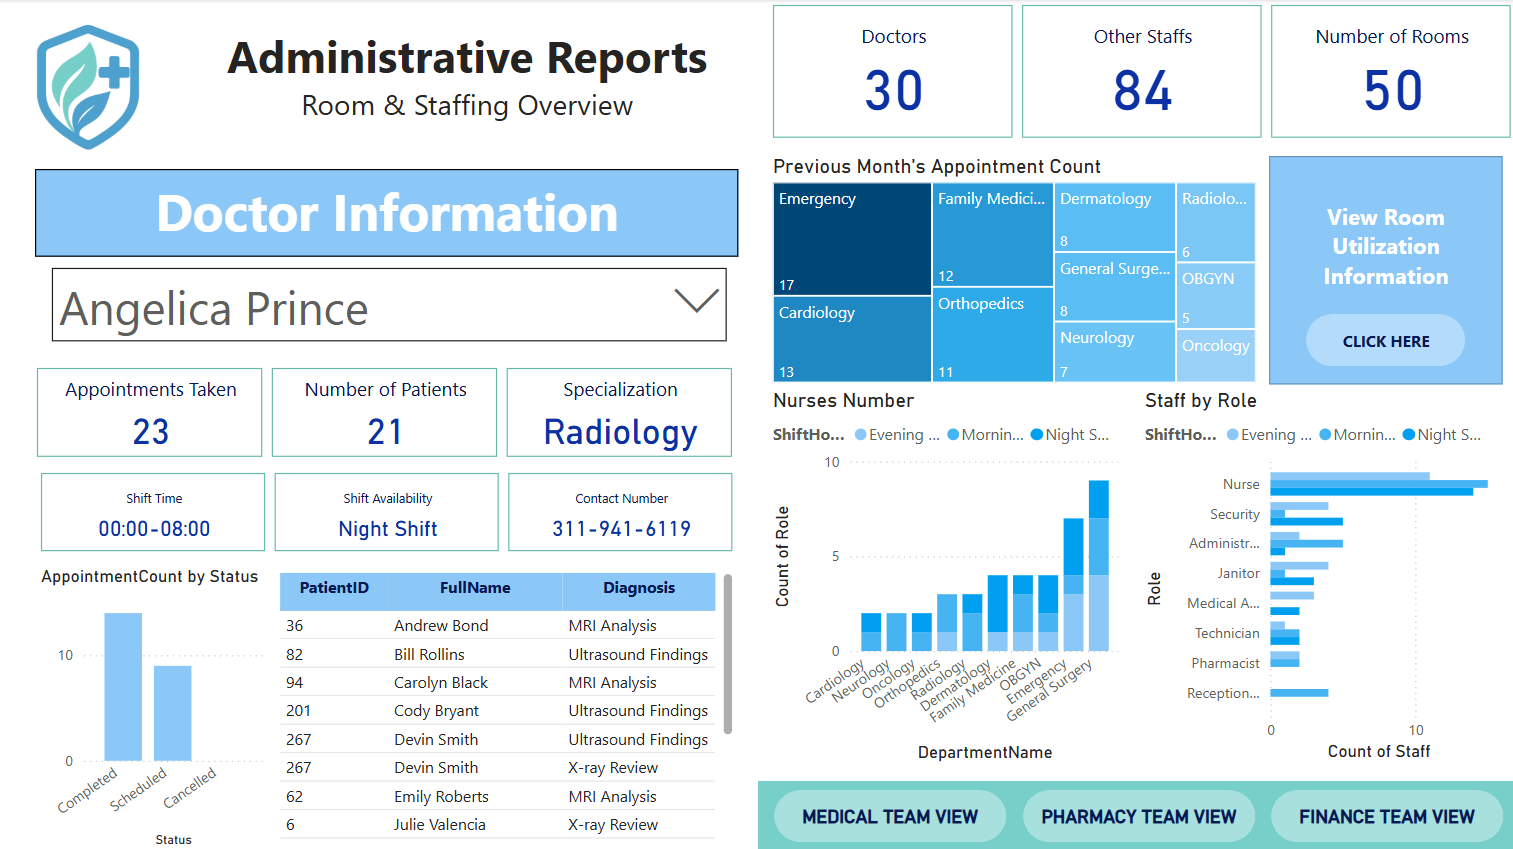 Administrative Reports
Room & Staffing Overview
Doctor Information
Angelica Prince
Appointments Taken
23
Number of Patients
21
Specialization
Radiology
Shift Time
00:00-08:00
Shift Availability
Night Shift
Contact Number
311-941-6119
AppointmentCount by Status
10
0
Completed
Scheduled
Cancelled
Status
PatientID FullName Diagnosis
36 Andrew Bond MRI Analysis
82 Bill Rollins Ultrasound Findings
94 Carolyn Black MRI Analysis
201 Cody Bryant Ultrasound Findings
267 Devin Smith Ultrasound Findings
267 Devin Smith X-ray Review
62 Emily Roberts MRI Analysis
6 Julie Valencia X-ray Review
Doctors
30
Other Staffs
84
Number of Rooms
50
Previous Month's Appointment Count
Emergency
17
Cardiology
13
Family Medici...
12
Orthopedics
11
Dermatology
8
General Surge...
8
Neurology
7
Radiolo...
6
OBGYN
5
Oncology
View Room
Utilization
Information
CLICK HERE
Nurses Number
ShiftHo... Evening ... Mornin... Night S...
10
5
0
Count of Role
Cardiology
Neurology
Oncology
Orthopedics
Radiology
Dermatology
Family Medicine
OBGYN
Emergency
General Surgery
DepartmentName
Staff by Role
ShiftHo... Evening ... Mornin... Night S...
Role
Nurse
Security
Administr...
Janitor
Medical A...
Technician
Pharmacist
Reception...
0 10
Count of Staff
MEDICAL TEAM VIEW
PHARMACY TEAM VIEW
FINANCE TEAM VIEW